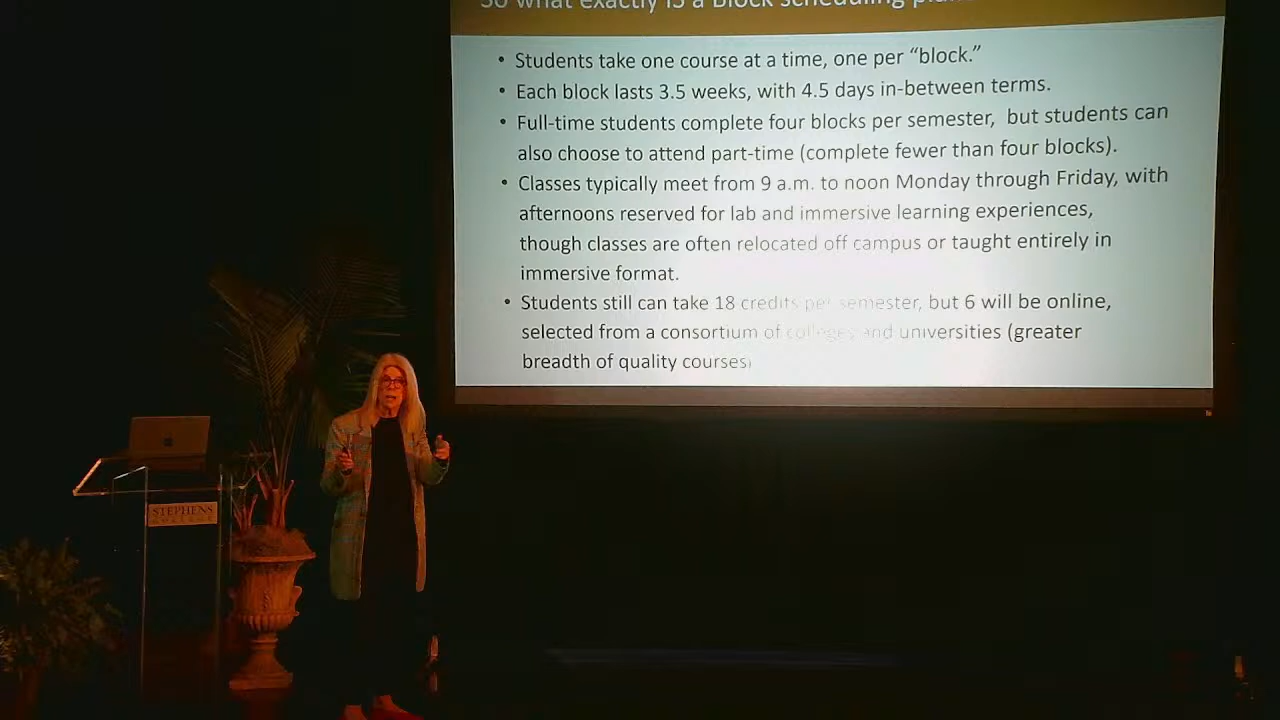 So what exactly is a Block scheduling plan
• Students take one course at a time, one per “block.”
• Each block lasts 3.5 weeks, with 4.5 days in-between terms.
• Full-time students complete four blocks per semester, but students can
also choose to attend part-time (complete fewer than four blocks).
• Classes typically meet from 9 a.m. to noon Monday through Friday, with
afternoons reserved for lab and immersive learning experiences,
though classes are often relocated off campus or taught entirely in
immersive format.
• Students still can take 18 credits per semester, but 6 will be online,
selected from a consortium of colleges and universities (greater
breadth of quality courses)
STEPHENS
COLLEGE